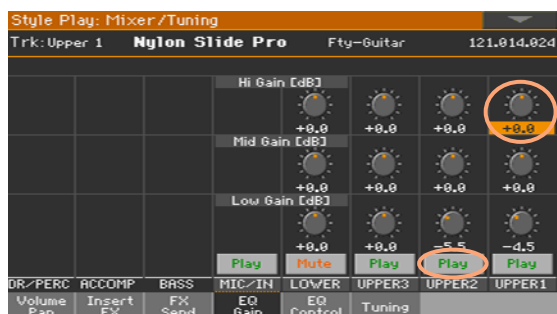 Style Play: Mixer/Tuning
Trk: Upper 1 Nylon Slide Pro Fty-Guitar 121.014.024
Hi Gain [dB]
+0.0 +0.0 +0.0 +0.0
Mid Gain [dB]
+0.0 +0.0 +0.0 +0.0
Low Gain [dB]
+0.0 +0.0 -5.5 -4.5
Play Mute Play Play Play
DR/PERC ACCOMP BASS MIC/IN LOWER UPPER3 UPPER2 UPPER1
Volume Insert FX EQ EQ Tuning
Pan FX Send Gain Control